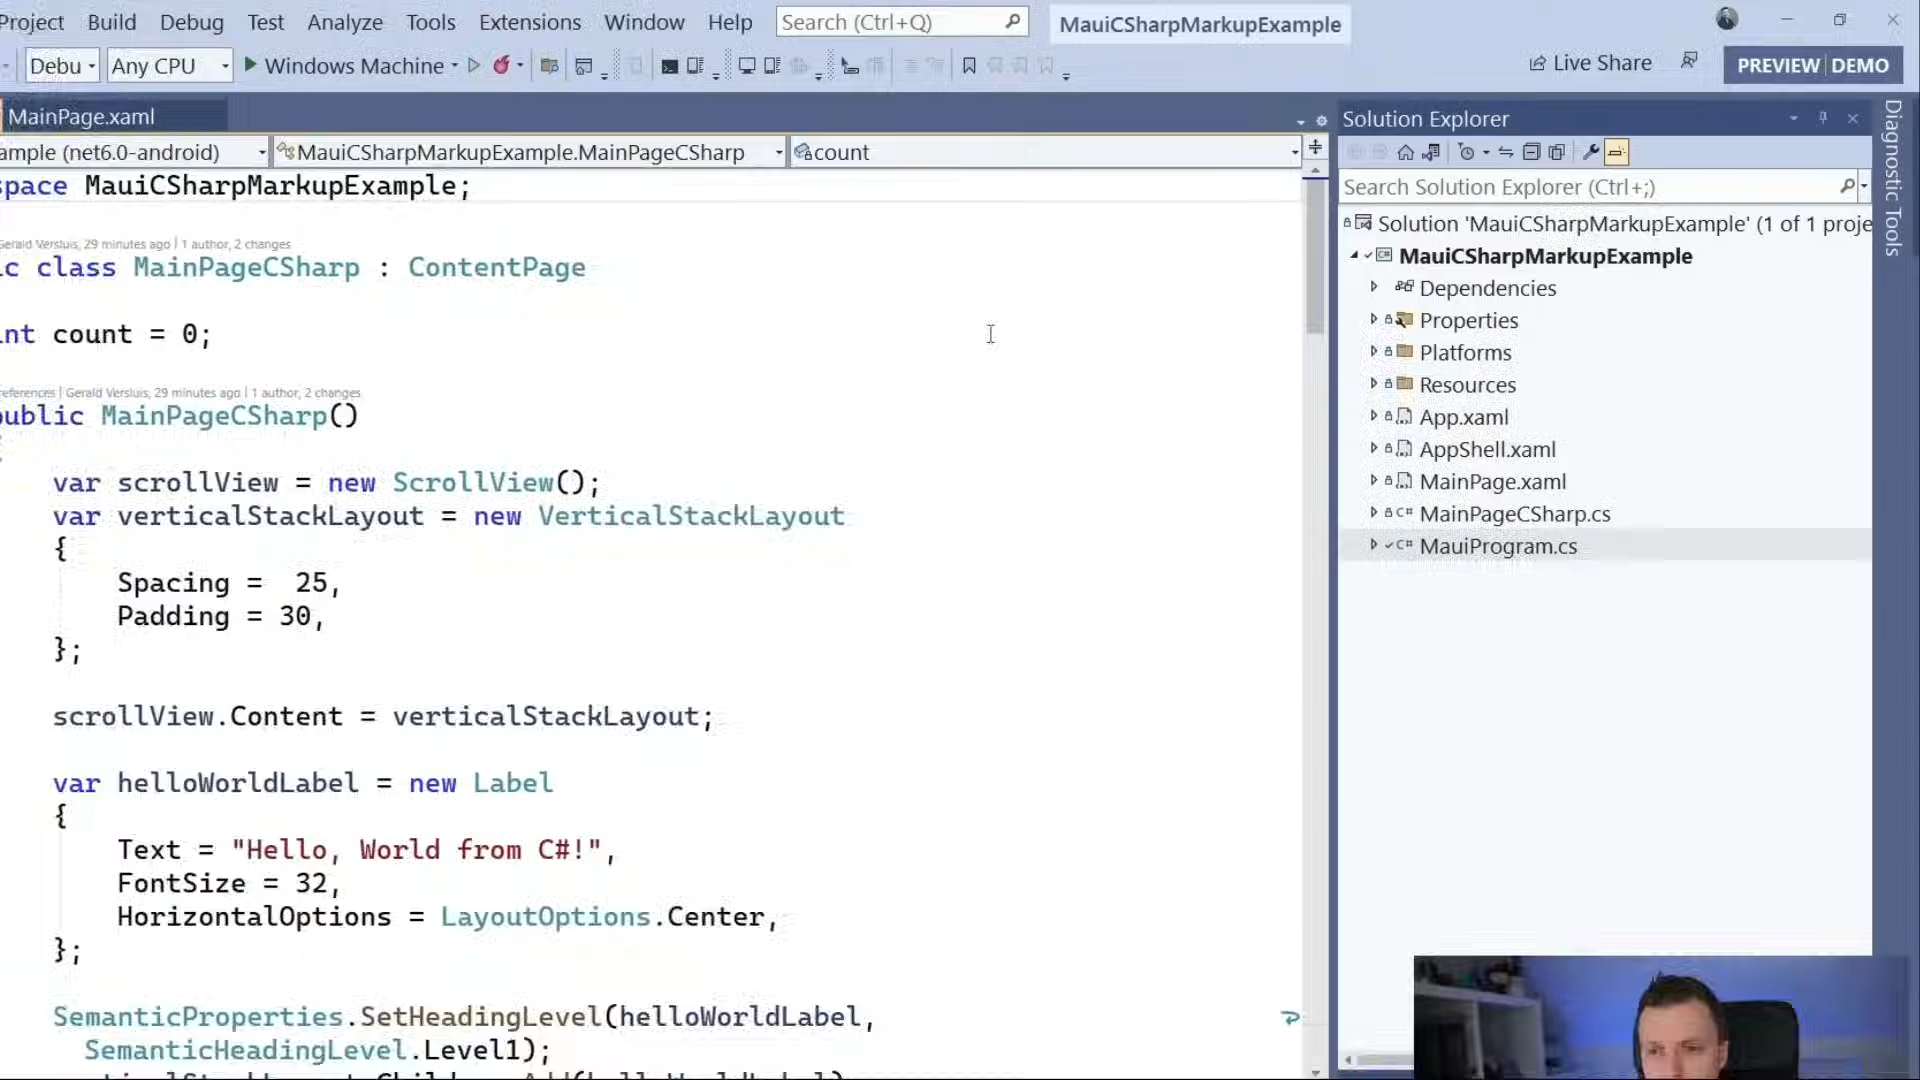 Project Build Debug Test Analyze Tools Extensions Window Help Search (Ctrl+Q) MauiCSharpMarkupExample
Debu Any CPU Windows Machine Live Share PREVIEW DEMO
MainPage.xaml
ample (net6.0-android) MauiCSharpMarkupExample.MainPageCSharp count
space MauiCSharpMarkupExample;
Gerald Versluis, 29 minutes ago | 1 author, 2 changes
ic class MainPageCSharp : ContentPage
int count = 0;
references | Gerald Versluis, 29 minutes ago | 1 author, 2 changes
public MainPageCSharp()
{
var scrollView = new ScrollView();
var verticalStackLayout = new VerticalStackLayout
{
Spacing =  25,
Padding = 30,
};
scrollView.Content = verticalStackLayout;
var helloWorldLabel = new Label
{
Text = "Hello, World from C#!",
FontSize = 32,
HorizontalOptions = LayoutOptions.Center,
};
SemanticProperties.SetHeadingLevel(helloWorldLabel,
SemanticHeadingLevel.Level1);
Solution Explorer
Search Solution Explorer (Ctrl+;)
Solution 'MauiCSharpMarkupExample' (1 of 1 proje
MauiCSharpMarkupExample
Dependencies
Properties
Platforms
Resources
App.xaml
AppShell.xaml
MainPage.xaml
C# MainPageCSharp.cs
C# MauiProgram.cs
Diagnostic Tools